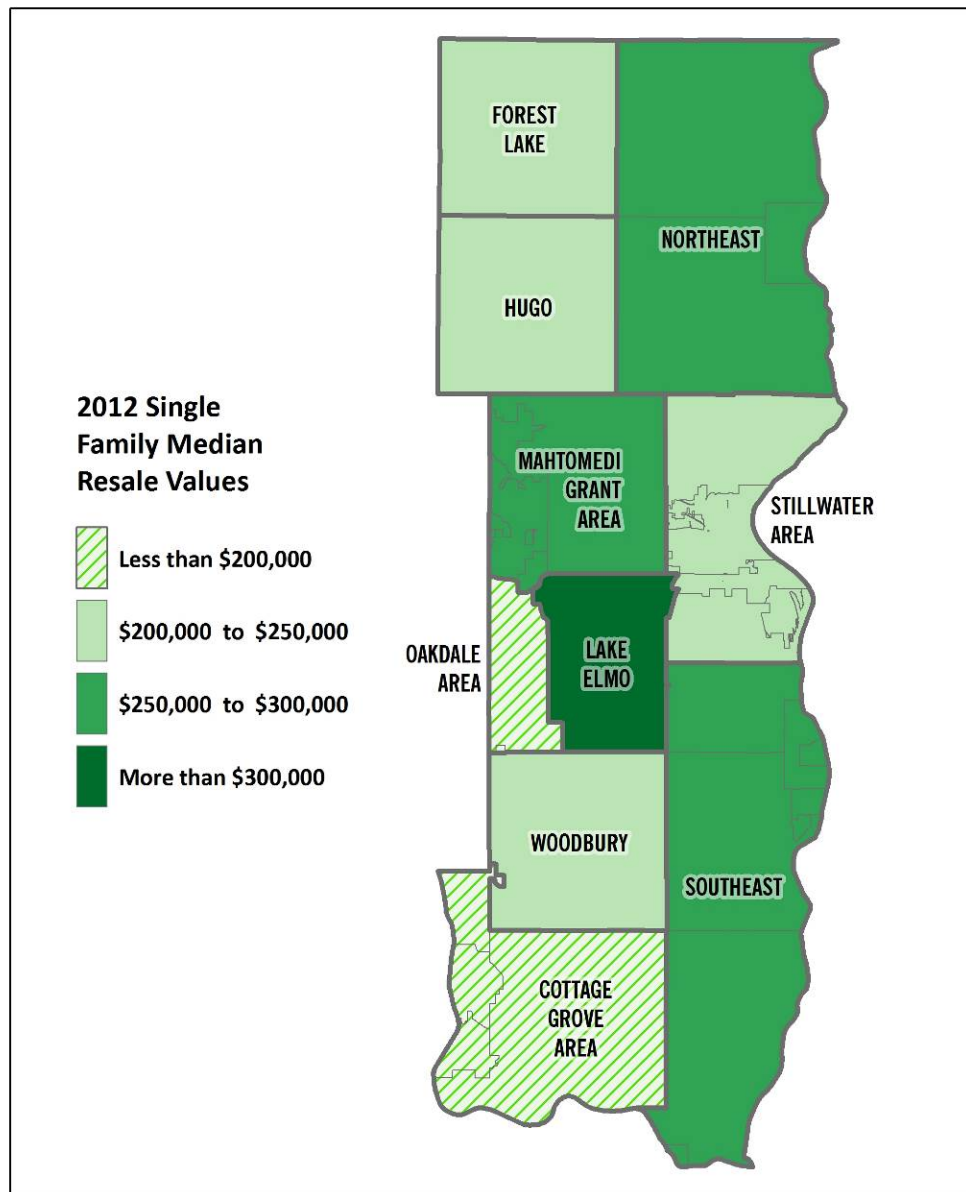 FOREST
LAKE
NORTHEAST
HUGO
2012 Single
Family Median
Resale Values
Less than $200,000
$200,000 to $250,000
$250,000 to $300,000
More than $300,000
MAHTOMEDI
GRANT
AREA
STILLWATER
AREA
OAKDALE
AREA
LAKE
ELMO
WOODBURY
SOUTHEAST
COTTAGE
GROVE
AREA